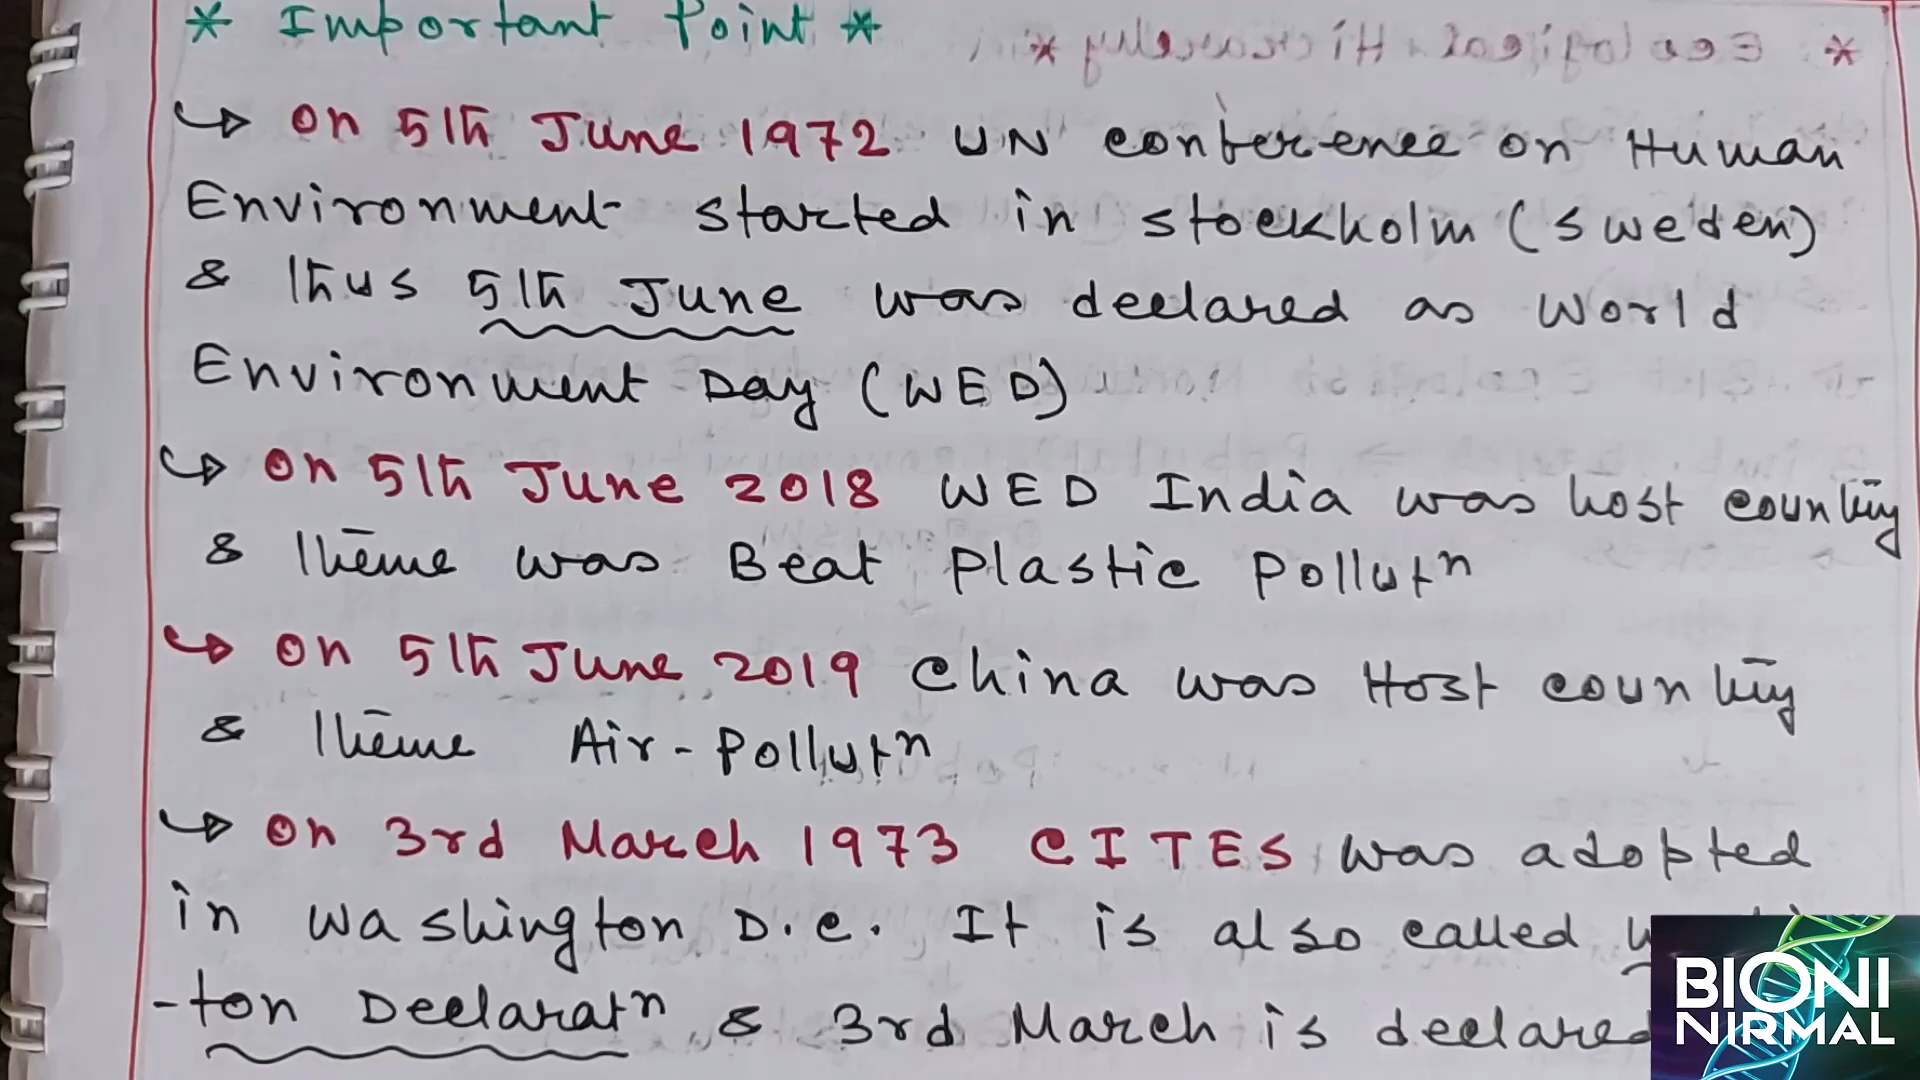 * Important Point *
↪ On 5th June 1972 UN conference on Human
Environment started in stockholm (sweden)
& thus 5th June was declared as World
Environment Day (WED)
↪ On 5th June 2018 WED India was host country
& theme was Beat Plastic Pollutn
↪ On 5th June 2019 China was Host country
& theme Air-Pollutn
↪ On 3rd March 1973 CITES was adopted
in Washington D.C. It is also called
-ton Declaratn & 3rd March is declared
BIONI
NIRMAL